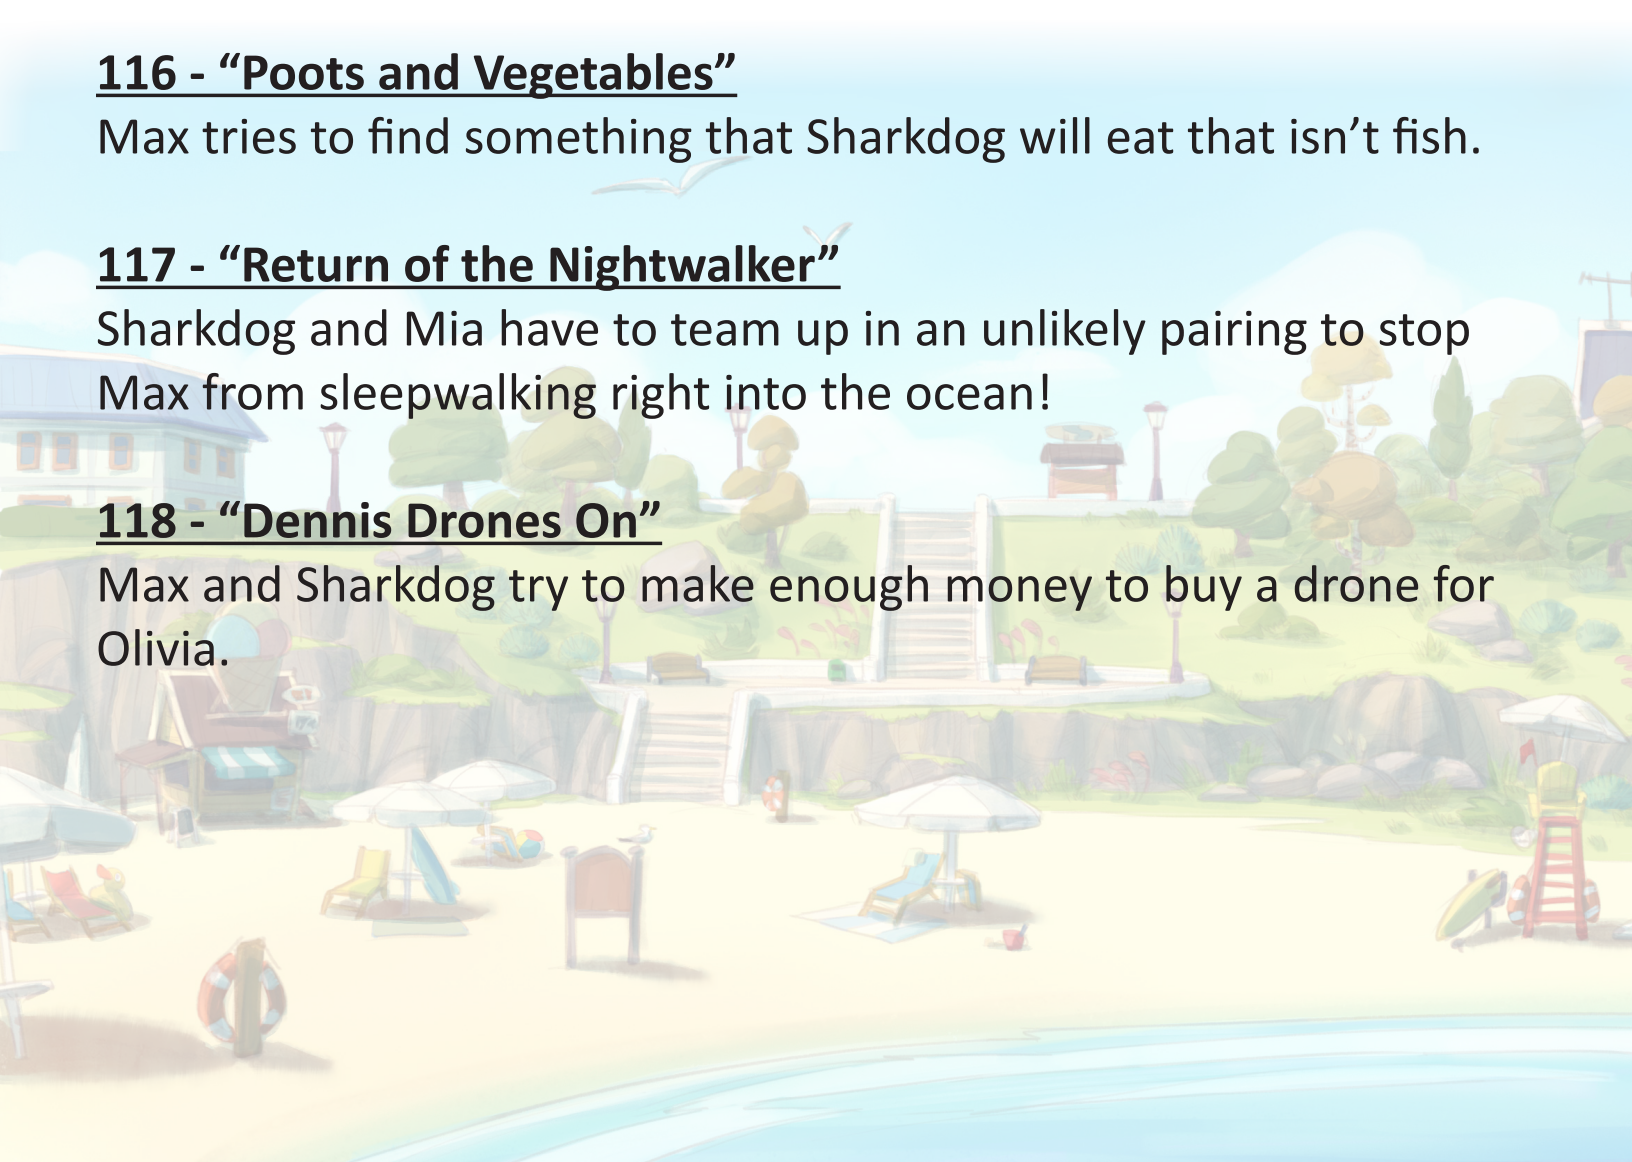 116 - “Poots and Vegetables”
Max tries to find something that Sharkdog will eat that isn’t fish.
117 - “Return of the Nightwalker”
Sharkdog and Mia have to team up in an unlikely pairing to stop
Max from sleepwalking right into the ocean!
118 - “Dennis Drones On”
Max and Sharkdog try to make enough money to buy a drone for
Olivia.